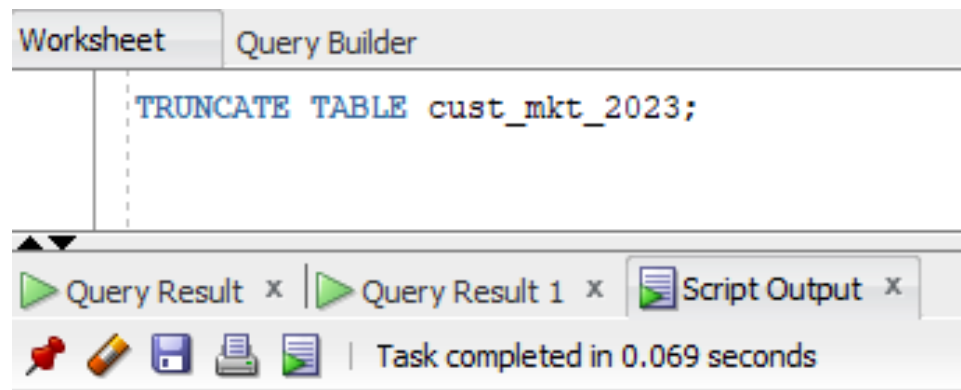 Worksheet Query Builder
TRUNCATE TABLE cust_mkt_2023;
Query Result x Query Result 1 x Script Output x
Task completed in 0.069 seconds